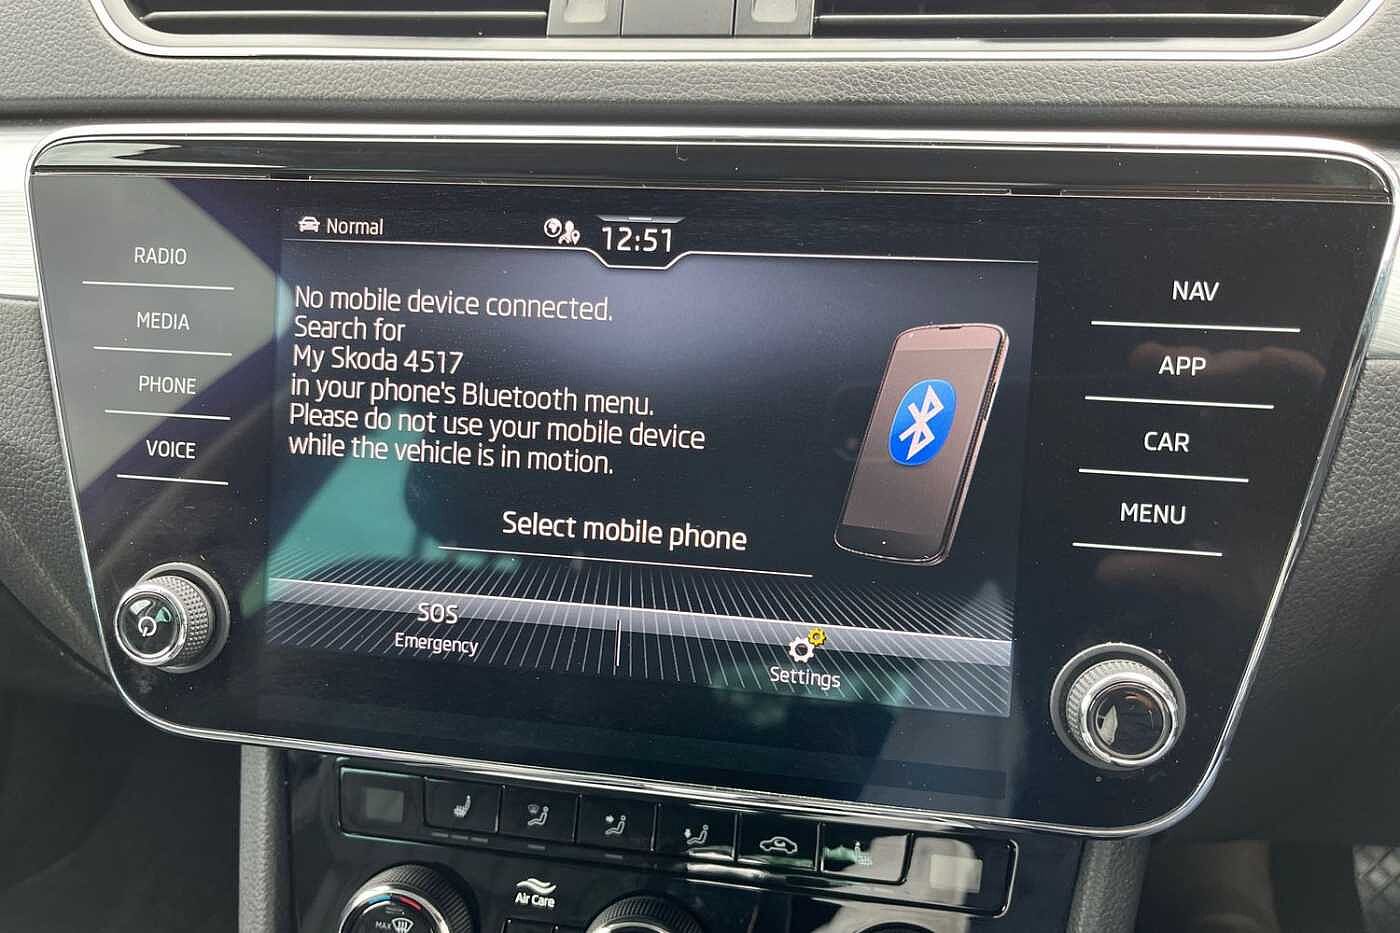 Normal
12:51
RADIO
MEDIA
PHONE
VOICE
No mobile device connected.
Search for
My Skoda 4517
in your phone's Bluetooth menu.
Please do not use your mobile device
while the vehicle is in motion.
Select mobile phone
SOS
Emergency
Settings
NAV
APP
CAR
MENU
Air Care
MAX